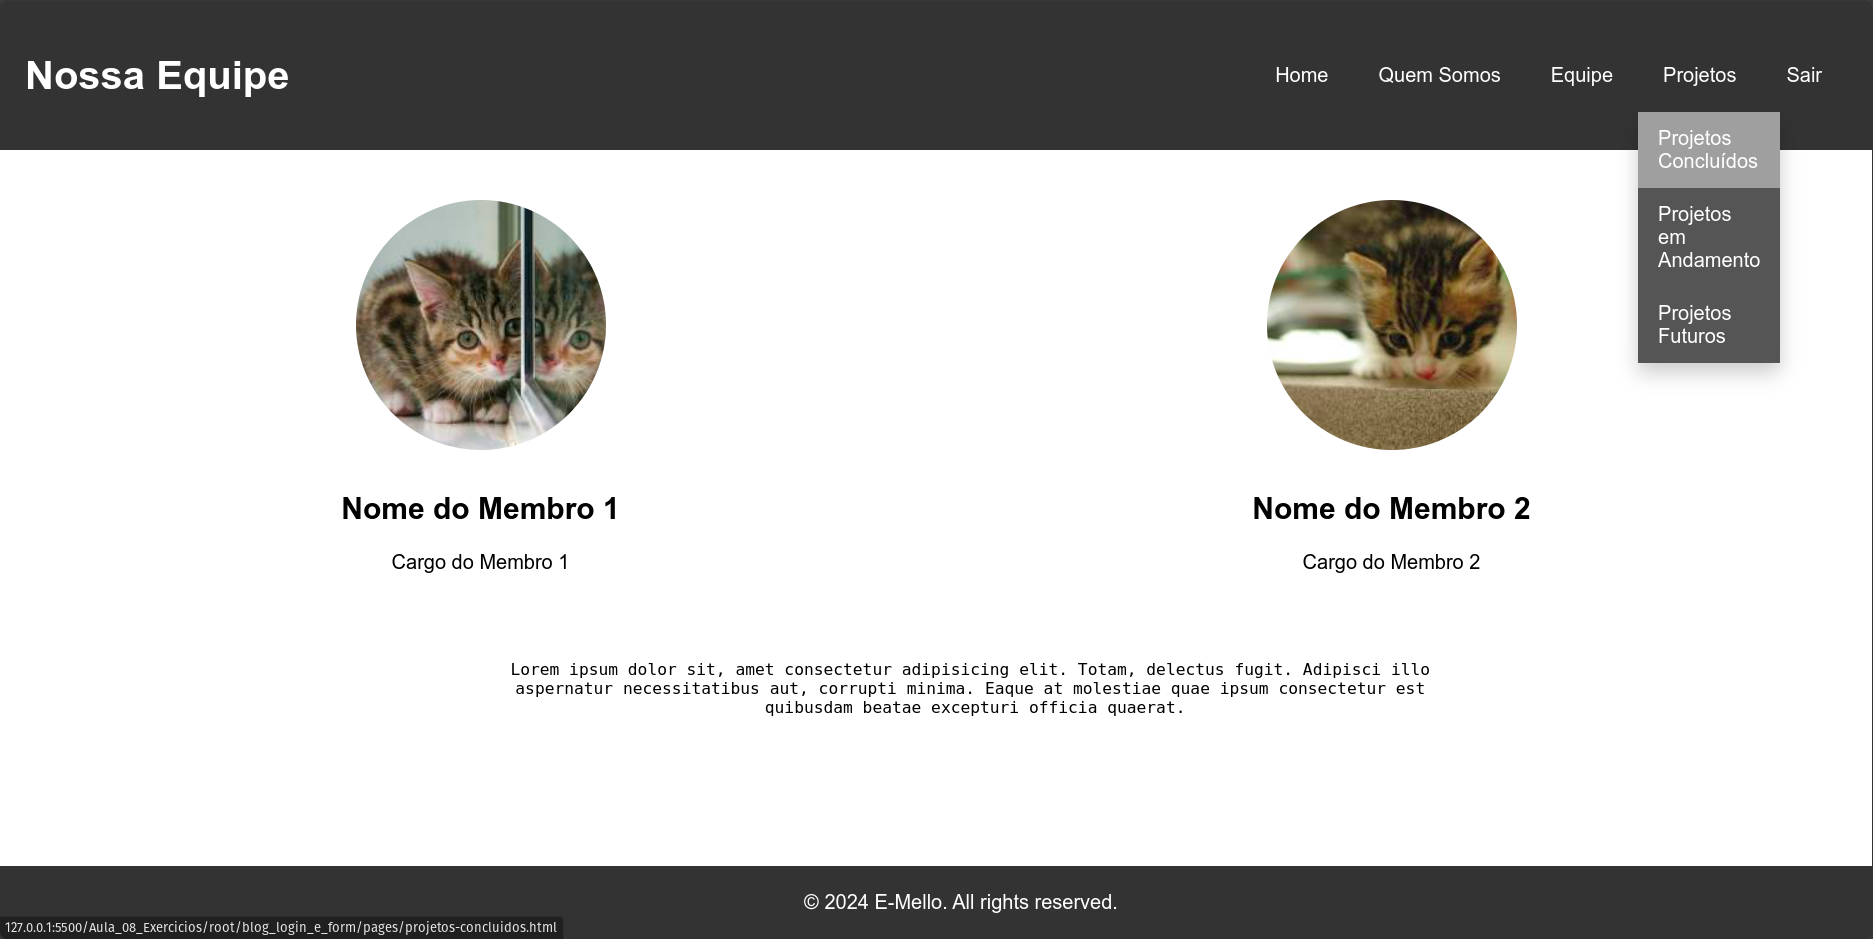 Nossa Equipe
Home
Quem Somos
Equipe
Projetos
Sair
Projetos
Concluídos
Projetos
em
Andamento
Projetos
Futuros
Nome do Membro 1
Cargo do Membro 1
Nome do Membro 2
Cargo do Membro 2
Lorem ipsum dolor sit, amet consectetur adipisicing elit. Totam, delectus fugit. Adipisci illo
aspernatur necessitatibus aut, corrupti minima. Eaque at molestiae quae ipsum consectetur est
quibusdam beatae excepturi officia quaerat.
© 2024 E-Mello. All rights reserved.
127.0.0.1:5500/Aula_08_Exercicios/root/blog_login_e_form/pages/projetos-concluidos.html